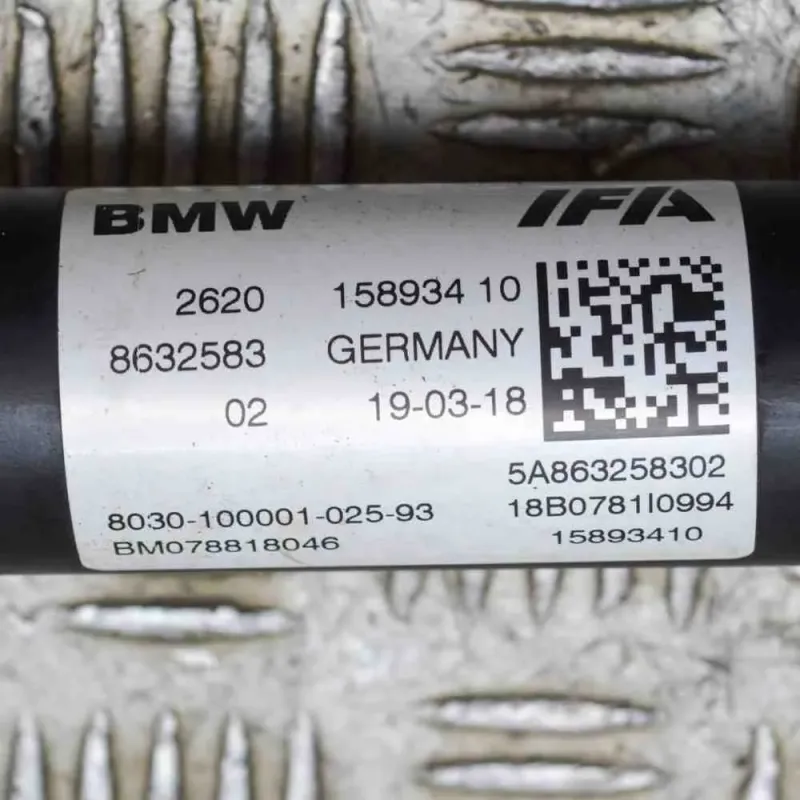 BMW IFA
2620 158934 10
8632583 GERMANY
02 19-03-18
5A863258302
8030-100001-025-93 18B0781I0994
BM078818046 15893410